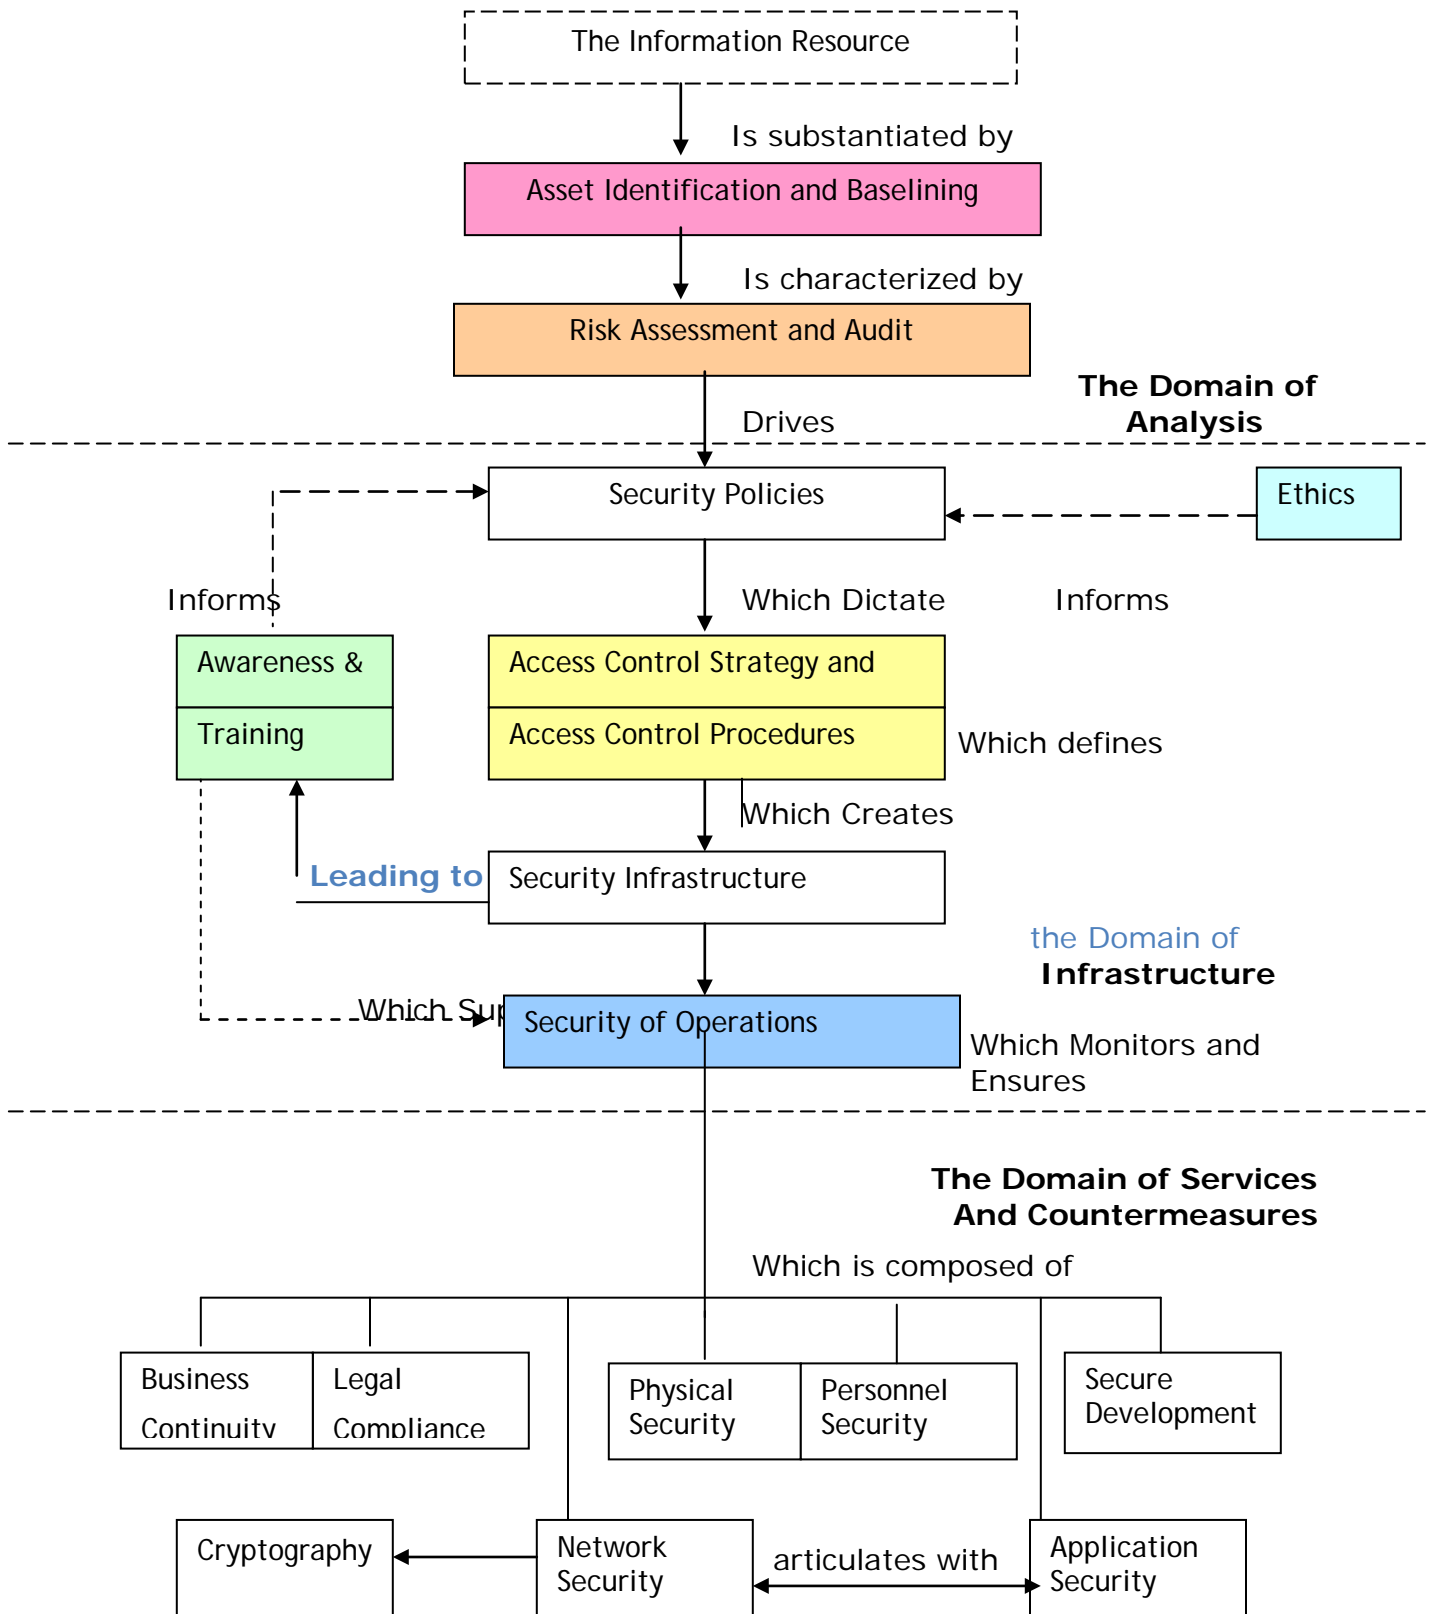 The Information Resource
Is substantiated by
Asset Identification and Baselining
Is characterized by
Risk Assessment and Audit
The Domain of
Analysis
Drives
Security Policies
Ethics
Informs
Which Dictate
Informs
Awareness &
Training
Access Control Strategy and
Access Control Procedures
Which defines
Which Creates
Leading to
Security Infrastructure
the Domain of
Infrastructure
Which Sup
Security of Operations
Which Monitors and
Ensures
The Domain of Services
And Countermeasures
Which is composed of
Business
Continuity
Legal
Compliance
Physical
Security
Personnel
Security
Secure
Development
Cryptography
Network
Security
articulates with
Application
Security